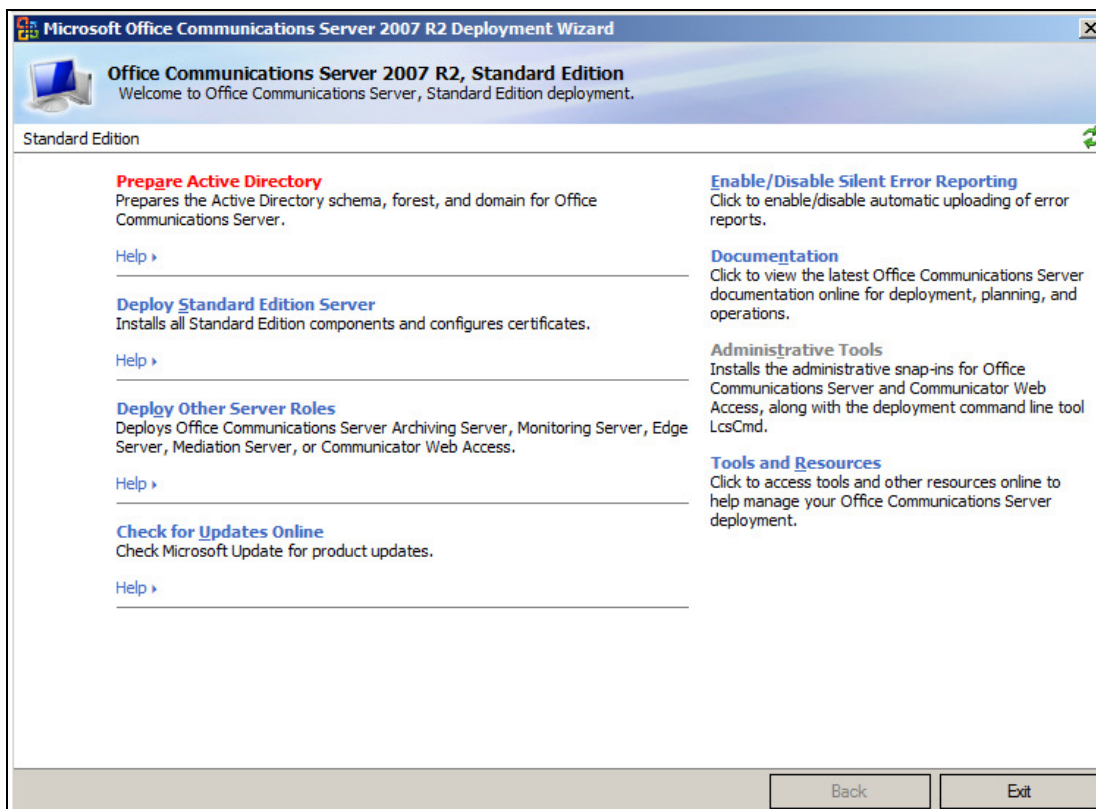 Microsoft Office Communications Server 2007 R2 Deployment Wizard
Office Communications Server 2007 R2, Standard Edition
Welcome to Office Communications Server, Standard Edition deployment.
Standard Edition
Prepare Active Directory
Prepares the Active Directory schema, forest, and domain for Office
Communications Server.
Help
Deploy Standard Edition Server
Installs all Standard Edition components and configures certificates.
Help
Deploy Other Server Roles
Deploys Office Communications Server Archiving Server, Monitoring Server, Edge
Server, Mediation Server, or Communicator Web Access.
Help
Check for Updates Online
Check Microsoft Update for product updates.
Help
Enable/Disable Silent Error Reporting
Click to enable/disable automatic uploading of error
reports.
Documentation
Click to view the latest Office Communications Server
documentation online for deployment, planning, and
operations.
Administrative Tools
Installs the administrative snap-ins for Office
Communications Server and Communicator Web
Access, along with the deployment command line tool
LcsCmd.
Tools and Resources
Click to access tools and other resources online to
help manage your Office Communications Server
deployment.
Back
Exit